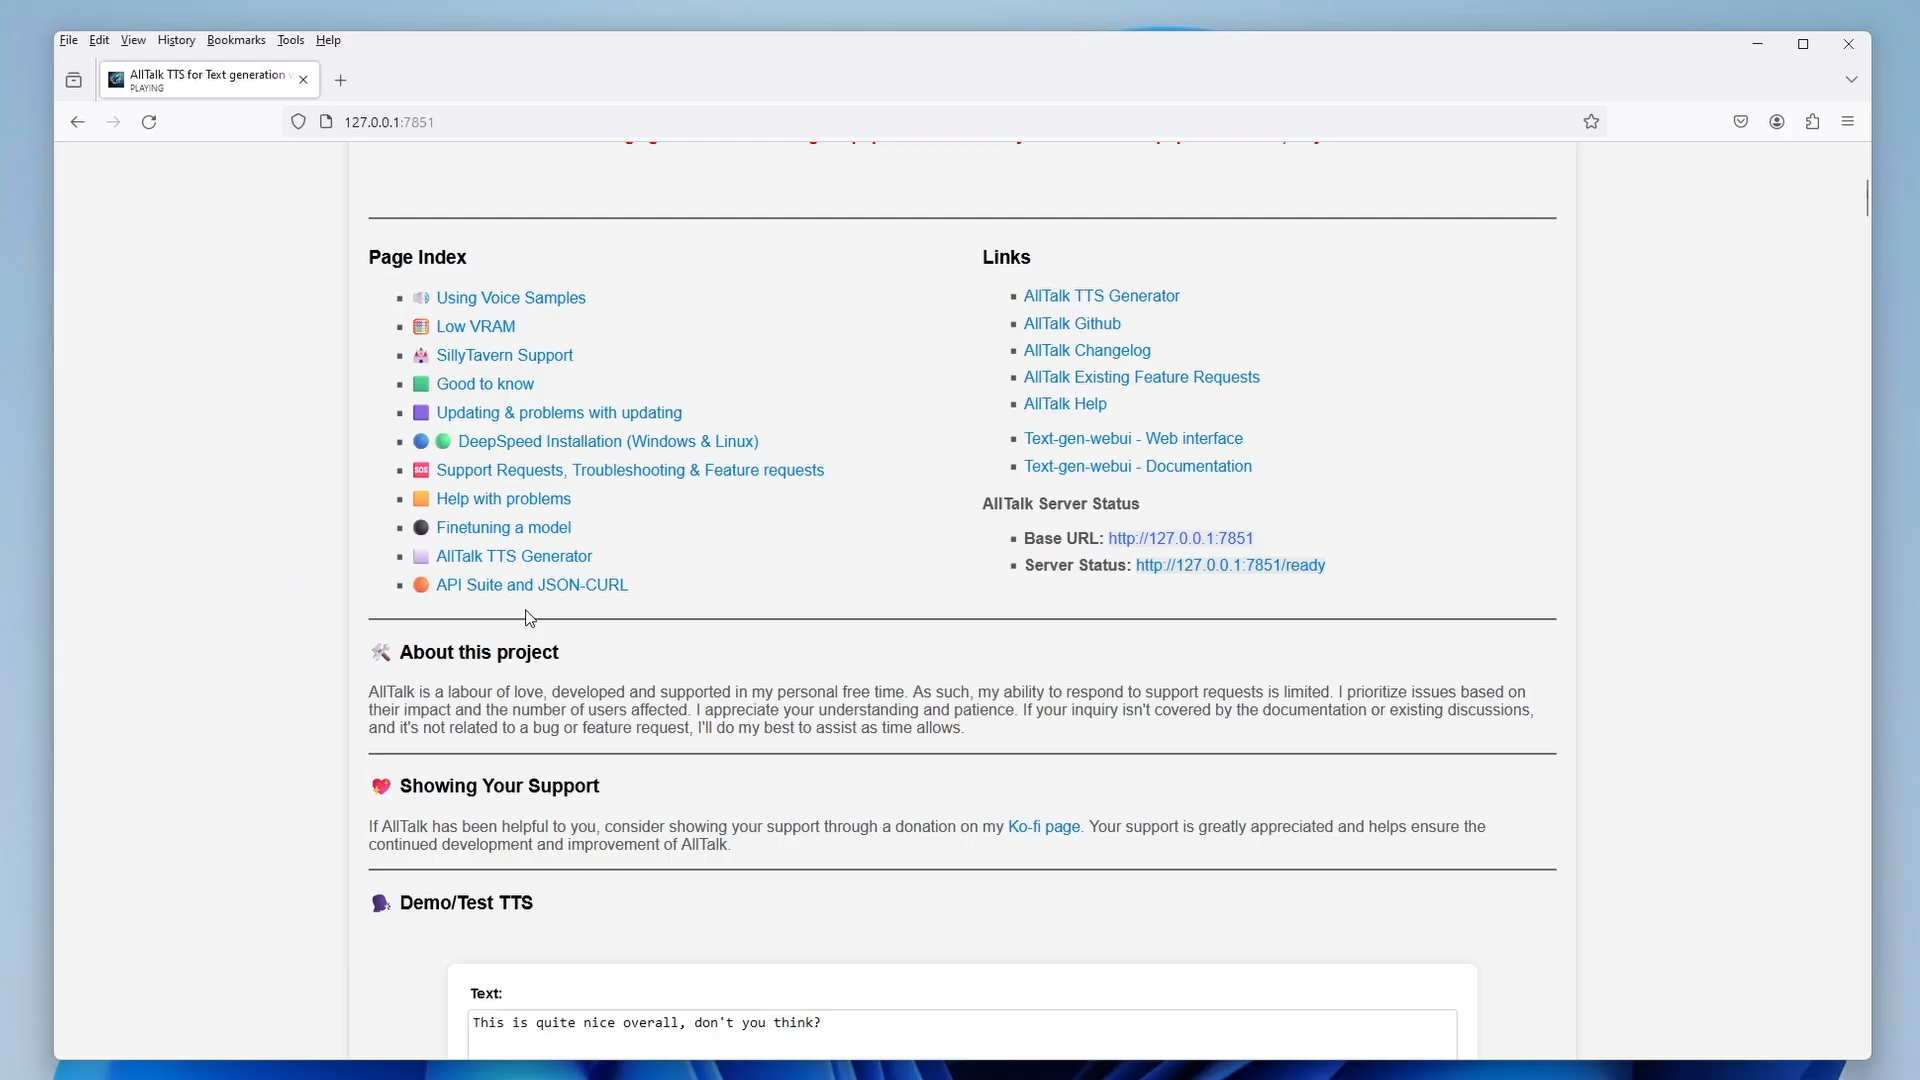 File Edit View History Bookmarks Tools Help
AllTalk TTS for Text generation
PLAYING
127.0.0.1:7851
Page Index
Using Voice Samples
Low VRAM
SillyTavern Support
Good to know
Updating & problems with updating
DeepSpeed Installation (Windows & Linux)
SOS Support Requests, Troubleshooting & Feature requests
Help with problems
Finetuning a model
AllTalk TTS Generator
API Suite and JSON-CURL
Links
AllTalk TTS Generator
AllTalk Github
AllTalk Changelog
AllTalk Existing Feature Requests
AllTalk Help
Text-gen-webui - Web interface
Text-gen-webui - Documentation
AllTalk Server Status
Base URL: http://127.0.0.1:7851
Server Status: http://127.0.0.1:7851/ready
About this project
AllTalk is a labour of love, developed and supported in my personal free time. As such, my ability to respond to support requests is limited. I prioritize issues based on
their impact and the number of users affected. I appreciate your understanding and patience. If your inquiry isn't covered by the documentation or existing discussions,
and it's not related to a bug or feature request, I'll do my best to assist as time allows.
Showing Your Support
If AllTalk has been helpful to you, consider showing your support through a donation on my Ko-fi page. Your support is greatly appreciated and helps ensure the
continued development and improvement of AllTalk.
Demo/Test TTS
Text:
This is quite nice overall, don't you think?